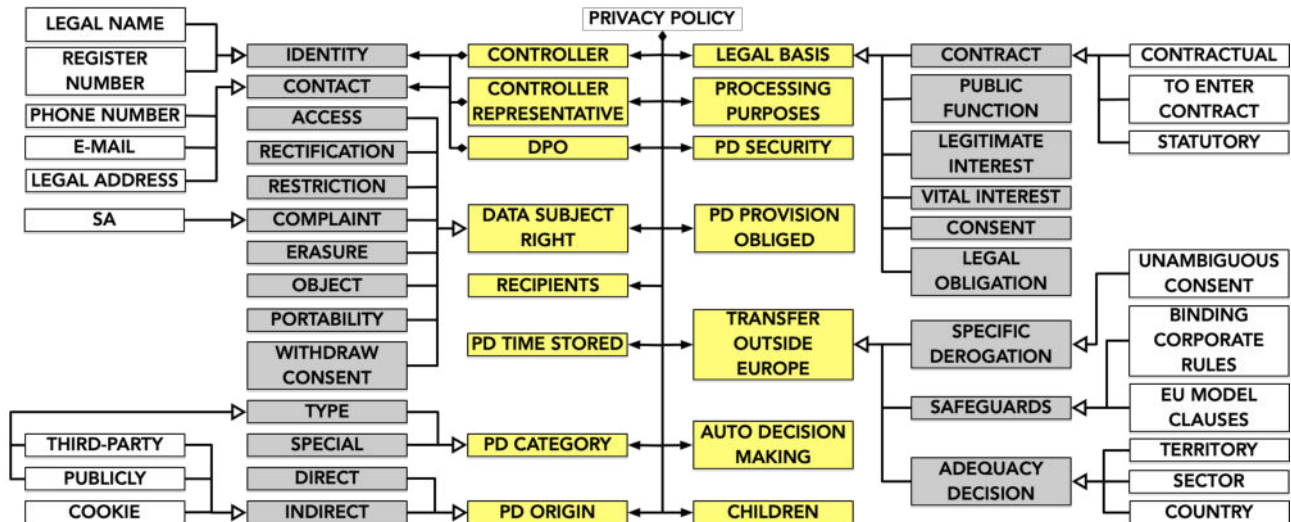 PRIVACY POLICY
LEGAL NAME
REGISTER
NUMBER
PHONE NUMBER
E-MAIL
LEGAL ADDRESS
SA
THIRD-PARTY
PUBLICLY
COOKIE
IDENTITY
CONTACT
ACCESS
RECTIFICATION
RESTRICTION
COMPLAINT
ERASURE
OBJECT
PORTABILITY
WITHDRAW
CONSENT
TYPE
SPECIAL
DIRECT
INDIRECT
CONTROLLER
CONTROLLER
REPRESENTATIVE
DPO
DATA SUBJECT
RIGHT
RECIPIENTS
PD TIME STORED
PD CATEGORY
PD ORIGIN
LEGAL BASIS
PROCESSING
PURPOSES
PD SECURITY
PD PROVISION
OBLIGED
TRANSFER
OUTSIDE
EUROPE
AUTO DECISION
MAKING
CHILDREN
CONTRACT
PUBLIC
FUNCTION
LEGITIMATE
INTEREST
VITAL INTEREST
CONSENT
LEGAL
OBLIGATION
SPECIFIC
DEROGATION
SAFEGUARDS
ADEQUACY
DECISION
CONTRACTUAL
TO ENTER
CONTRACT
STATUTORY
UNAMBIGUOUS
CONSENT
BINDING
CORPORATE
RULES
EU MODEL
CLAUSES
TERRITORY
SECTOR
COUNTRY